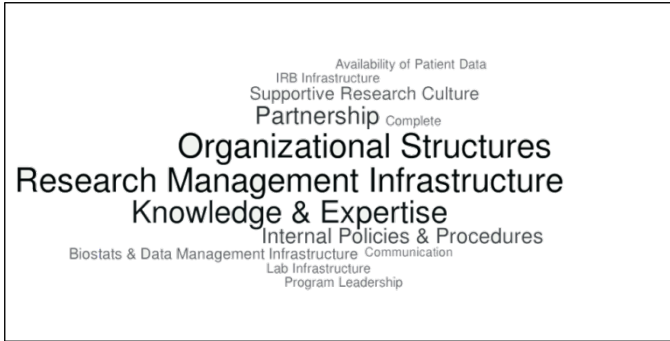 Availability of Patient Data
IRB Infrastructure
Supportive Research Culture
Partnership Complete
Organizational Structures
Research Management Infrastructure
Knowledge & Expertise
Internal Policies & Procedures
Biostats & Data Management Infrastructure Communication
Lab Infrastructure
Program Leadership